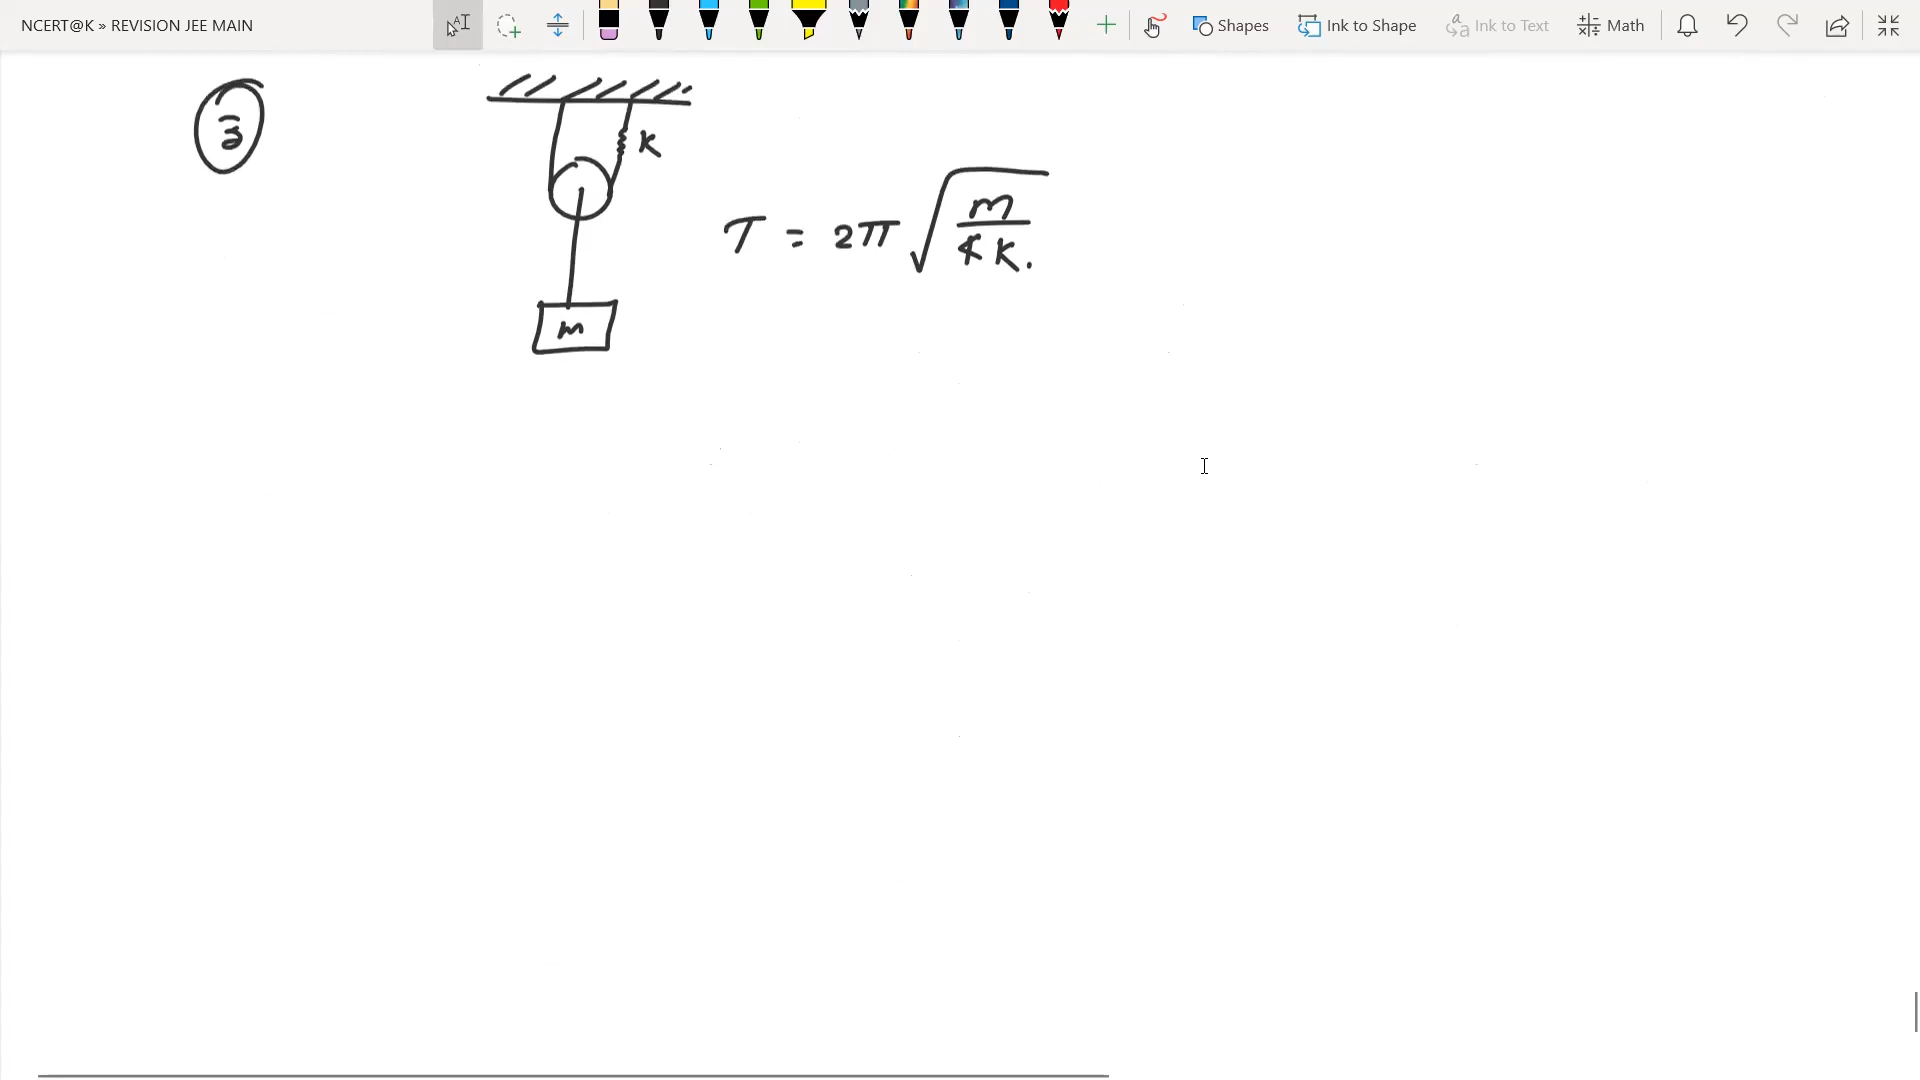 NCERT@K » REVISION JEE MAIN
Shapes
Ink to Shape
Ink to Text
Math
3
K
T = 2π √(m / 4K).
m